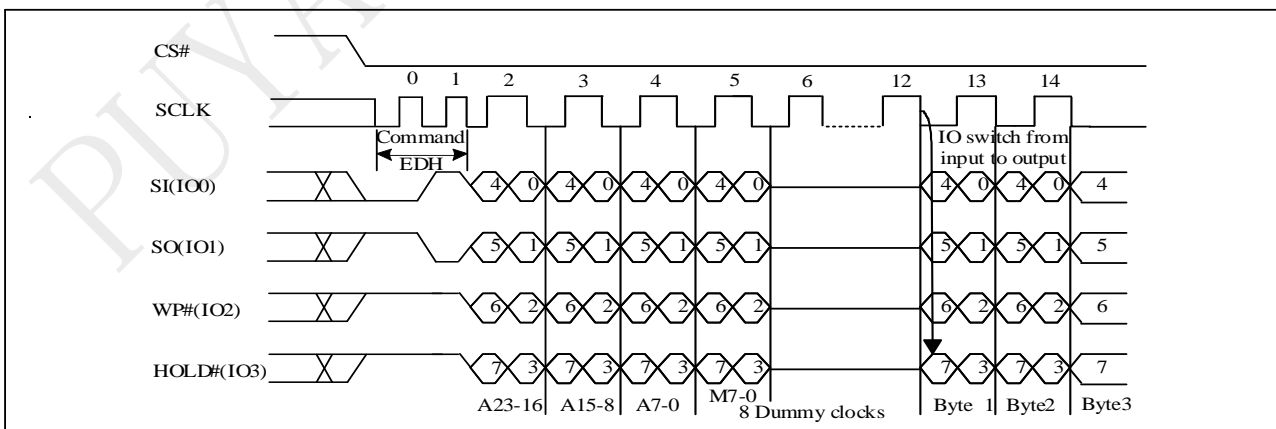 PUYA
CS#
0 1 2 3 4 5 6 12 13 14
SCLK
Command
IO switch from
EDH
input to output
SI(IO0) 4 0 4 0 4 0 4 0 4 0 4 0 4
SO(IO1) 5 1 5 1 5 1 5 1 5 1 5 1 5
WP#(IO2) 6 2 6 2 6 2 6 2 6 2 6 2 6
HOLD#(IO3) 7 3 7 3 7 3 7 3 7 3 7 3 7
A23-16 A15-8 A7-0 M7-0 8 Dummy clocks Byte 1 Byte2 Byte3